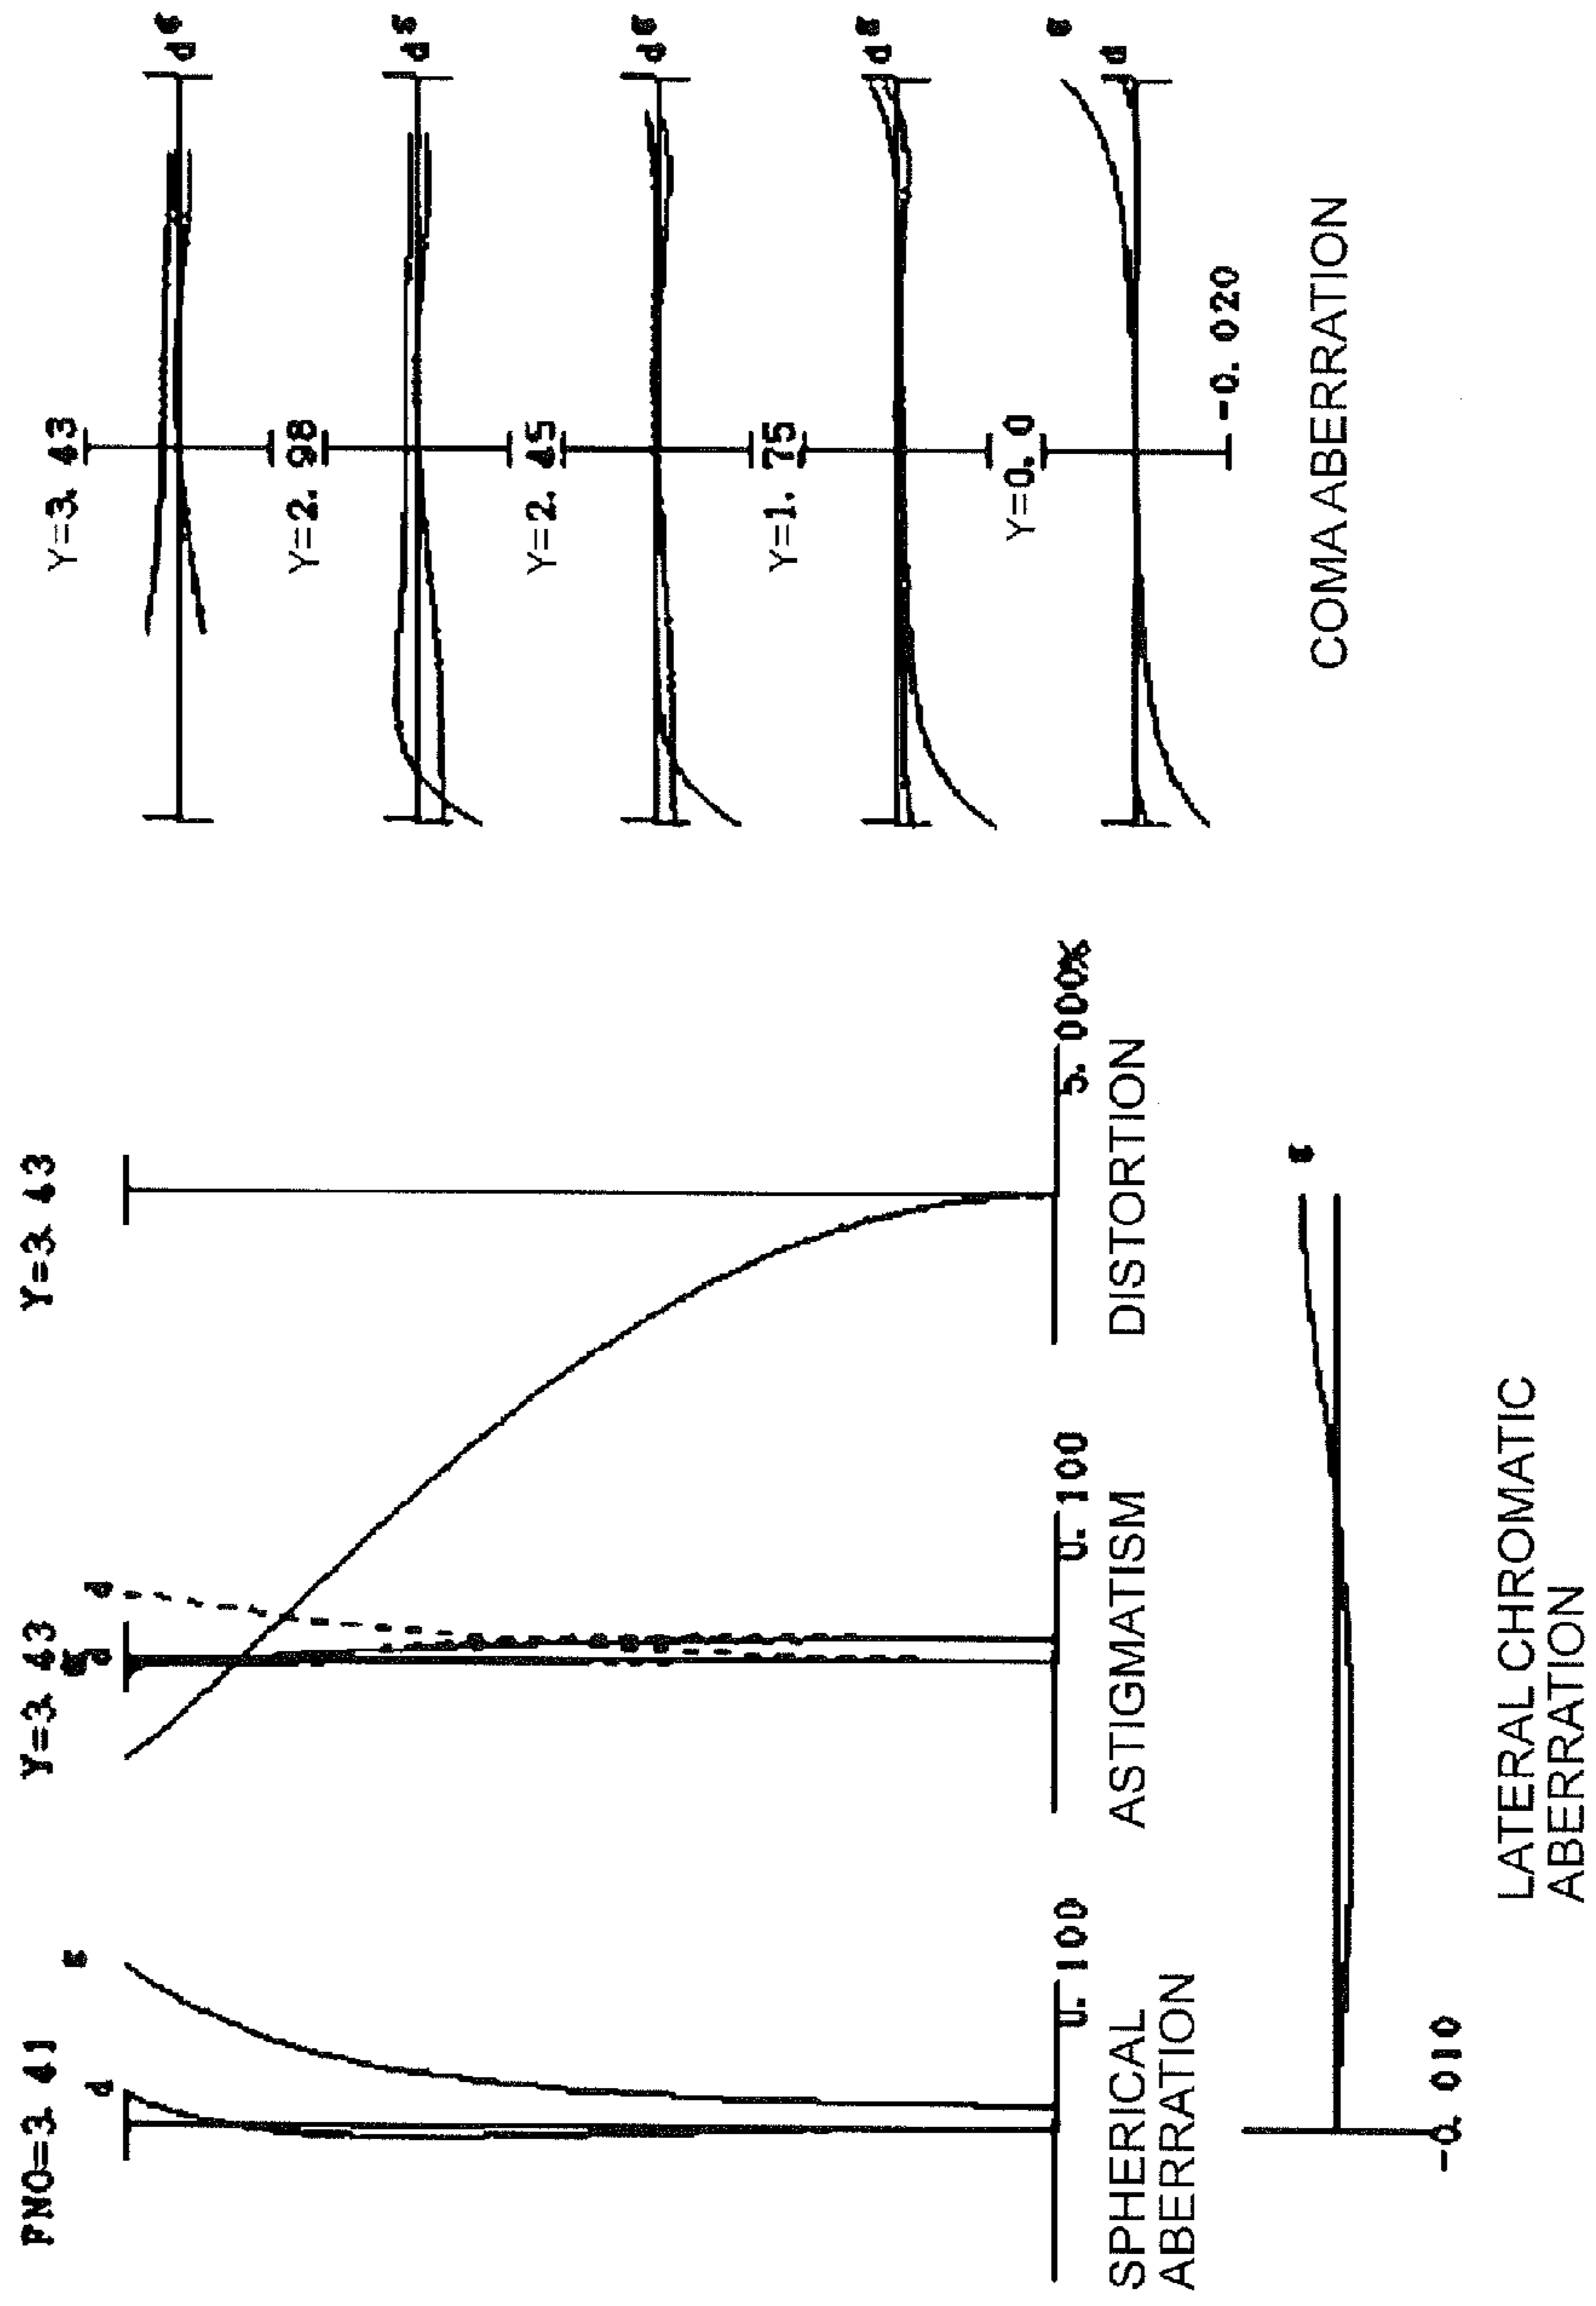 FNO=3.41
d
g
0.100
SPHERICAL
ABERRATION
Y=3.43
g
d
d
0.100
ASTIGMATISM
Y=3.43
5.000%
DISTORTION
g
-0.010
LATERAL CHROMATIC
ABERRATION
Y=3.43
d g
Y=2.98
d g
Y=2.45
d g
Y=1.75
d g
Y=0.0
g
d
-0.020
COMA ABERRATION